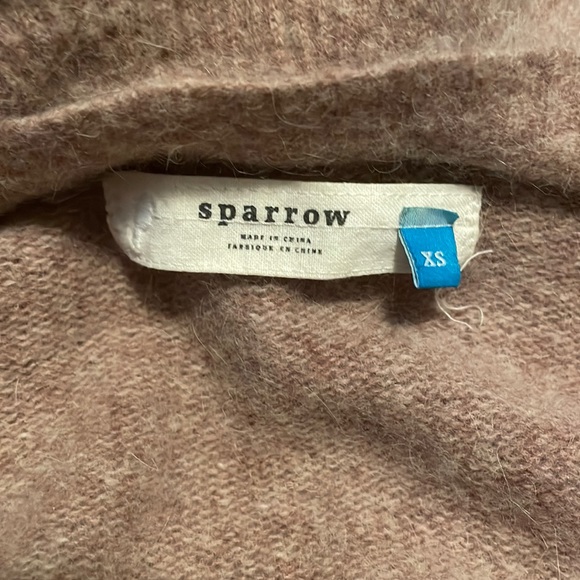 sparrow
MADE IN CHINA
FABRIQUE EN CHINE
XS